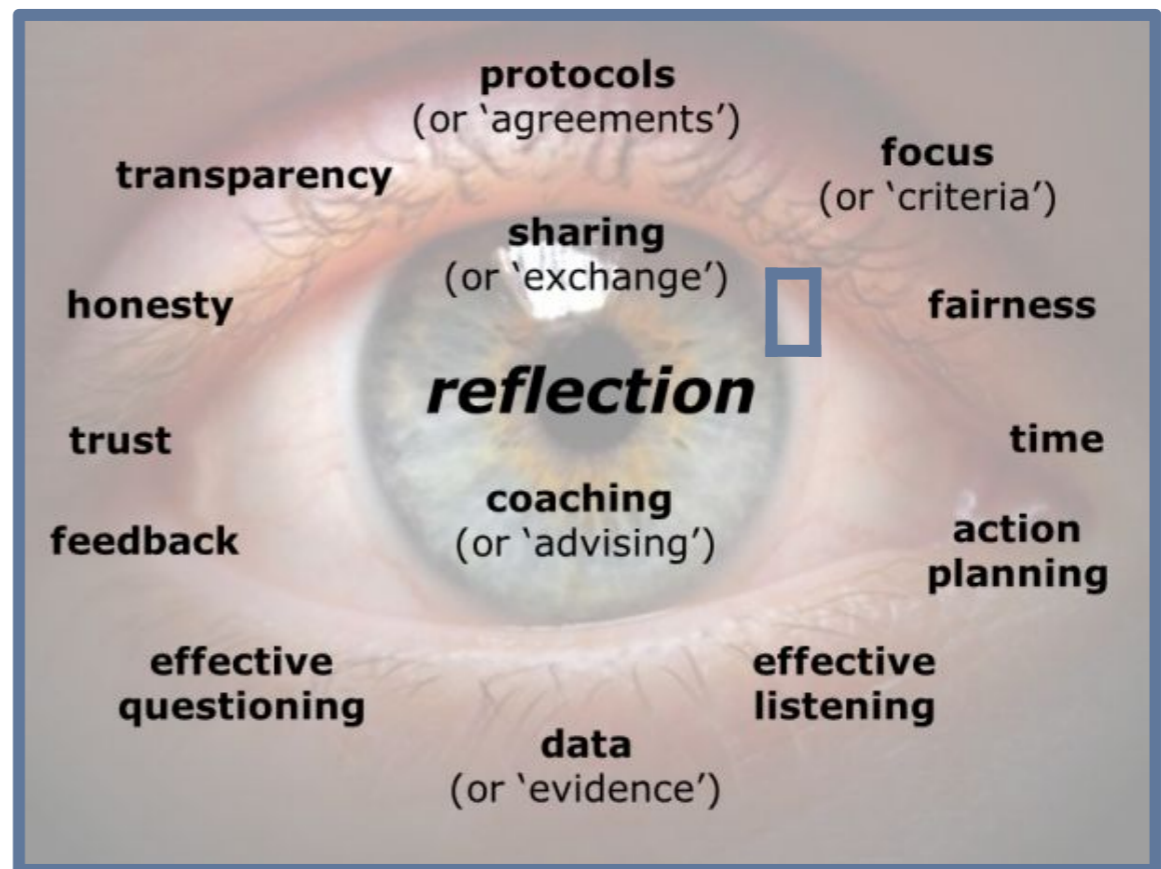 protocols
(or ‘agreements’)
transparency
focus
(or ‘criteria’)
sharing
(or ‘exchange’)
honesty
fairness
reflection
trust
time
coaching
(or ‘advising’)
feedback
action
planning
effective
questioning
effective
listening
data
(or ‘evidence’)